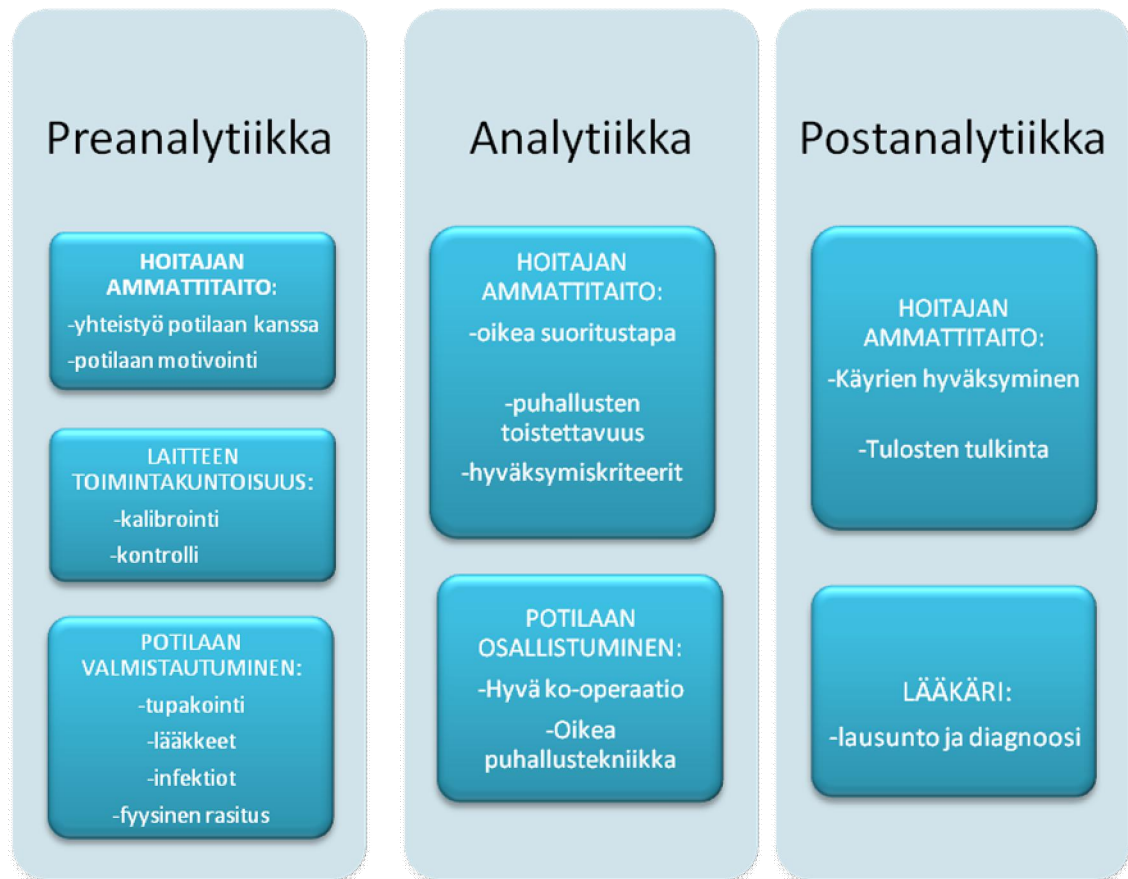 Preanalytiikka
HOITAJAN
AMMATTITAITO:
-yhteistyö potilaan kanssa
-potilaan motivointi
LAITTEEN
TOIMINTAKUNTOISUUS:
-kalibrointi
-kontrolli
POTILAAN
VALMISTAUTUMINEN:
-tupakointi
-lääkkeet
-infektiot
-fyysinen rasitus
Analytiikka
HOITAJAN
AMMATTITAITO:
-oikea suoritustapa
-puhallusten
toistettavuus
-hyväksymiskriteerit
POTILAAN
OSALLISTUMINEN:
-Hyvä ko-operaatio
-Oikea
puhallustekniikka
Postanalytiikka
HOITAJAN
AMMATTITAITO:
-Käyrien hyväksyminen
-Tulosten tulkinta
LÄÄKÄRI:
-lausunto ja diagnoosi